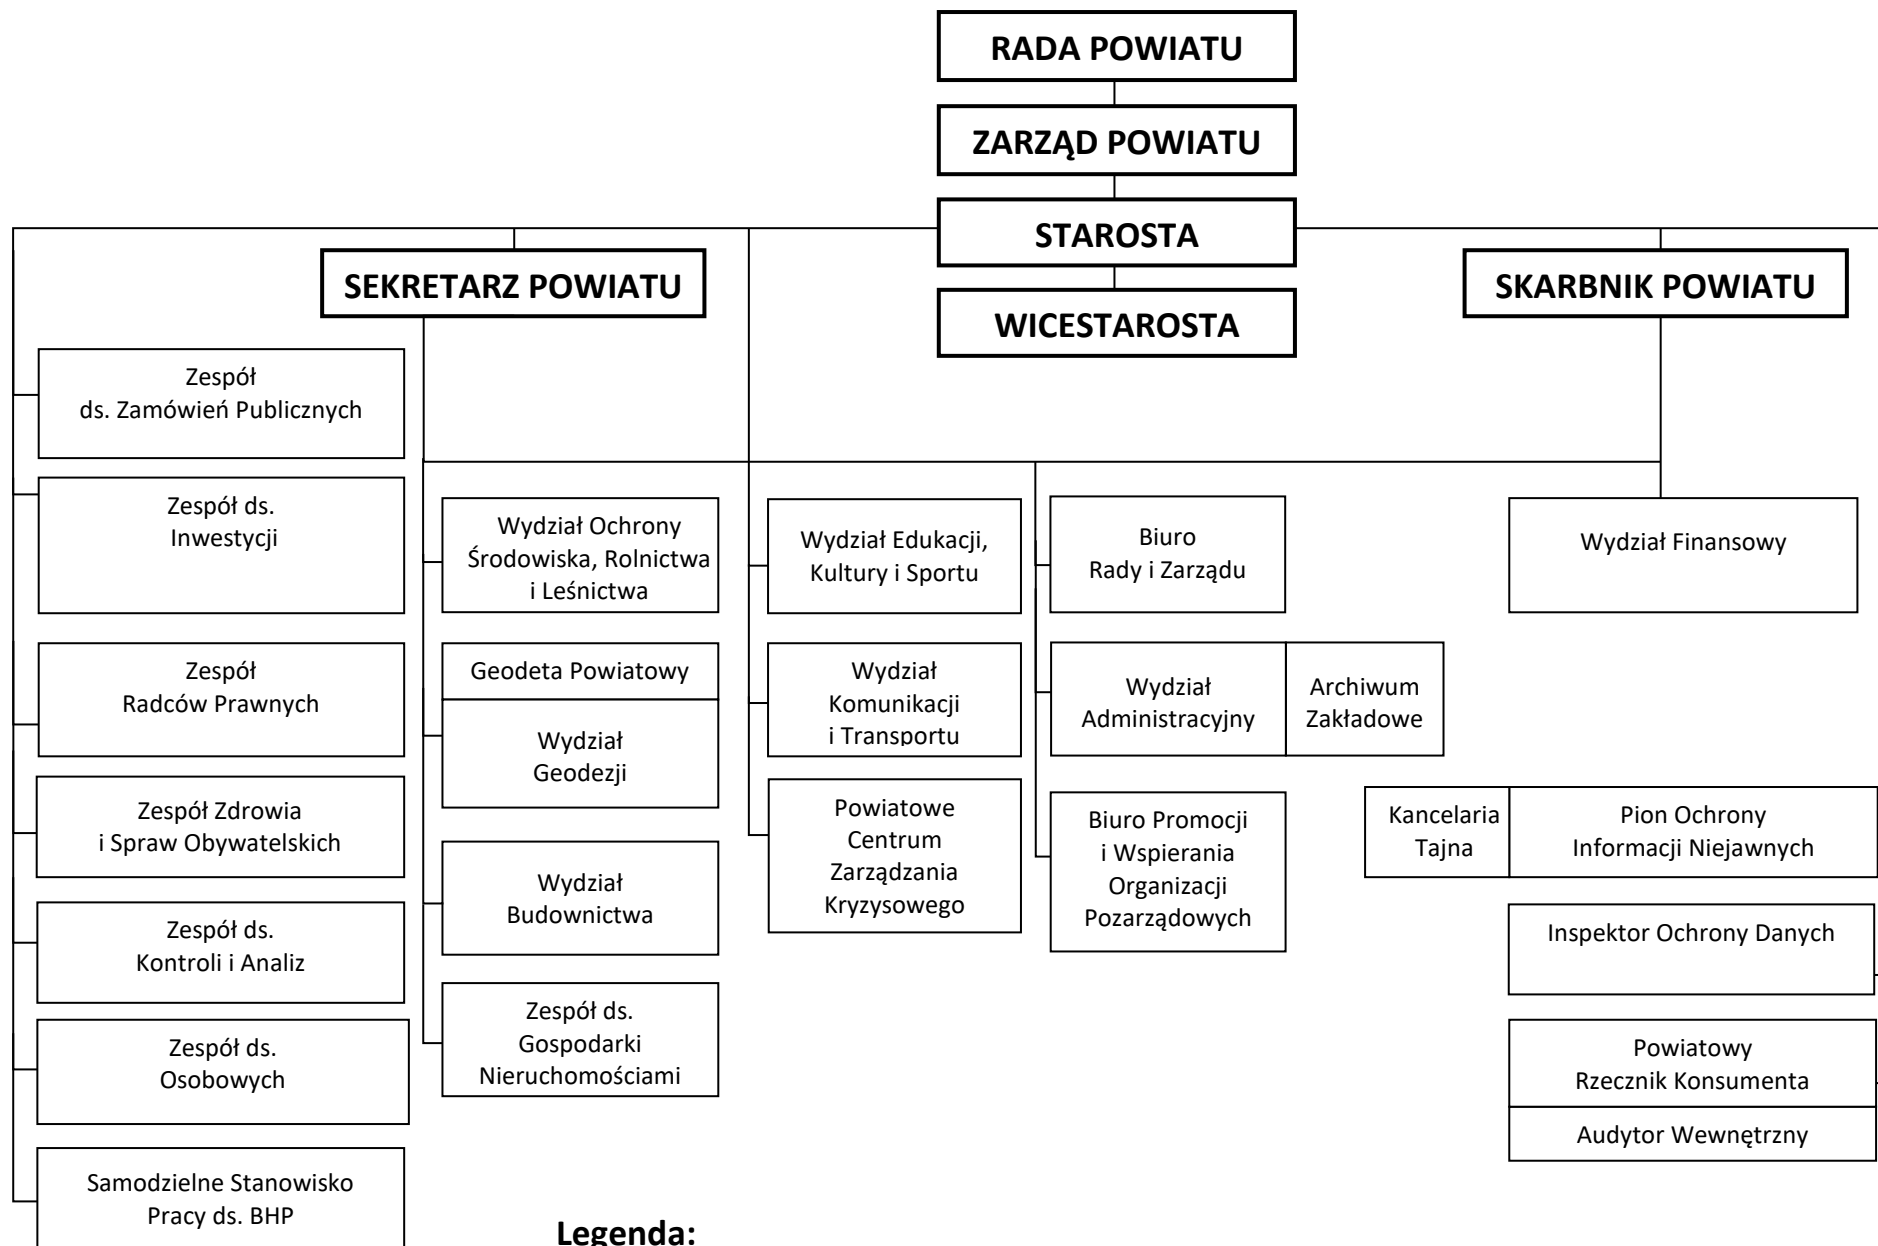 RADA POWIATU
ZARZĄD POWIATU
STAROSTA
SEKRETARZ POWIATU
WICESTAROSTA
SKARBNIK POWIATU
Zespół
ds. Zamówień Publicznych
Zespół ds.
Inwestycji
Zespół
Radców Prawnych
Zespół Zdrowia
i Spraw Obywatelskich
Zespół ds.
Kontroli i Analiz
Zespół ds.
Osobowych
Samodzielne Stanowisko
Pracy ds. BHP
Wydział Ochrony
Środowiska, Rolnictwa
i Leśnictwa
Geodeta Powiatowy
Wydział
Geodezji
Wydział
Budownictwa
Zespół ds.
Gospodarki
Nieruchomościami
Wydział Edukacji,
Kultury i Sportu
Wydział
Komunikacji
i Transportu
Powiatowe
Centrum
Zarządzania
Kryzysowego
Biuro
Rady i Zarządu
Wydział
Administracyjny
Archiwum
Zakładowe
Biuro Promocji
i Wspierania
Organizacji
Pozarządowych
Wydział Finansowy
Kancelaria
Tajna
Pion Ochrony
Informacji Niejawnych
Inspektor Ochrony Danych
Powiatowy
Rzecznik Konsumenta
Audytor Wewnętrzny
Legenda: